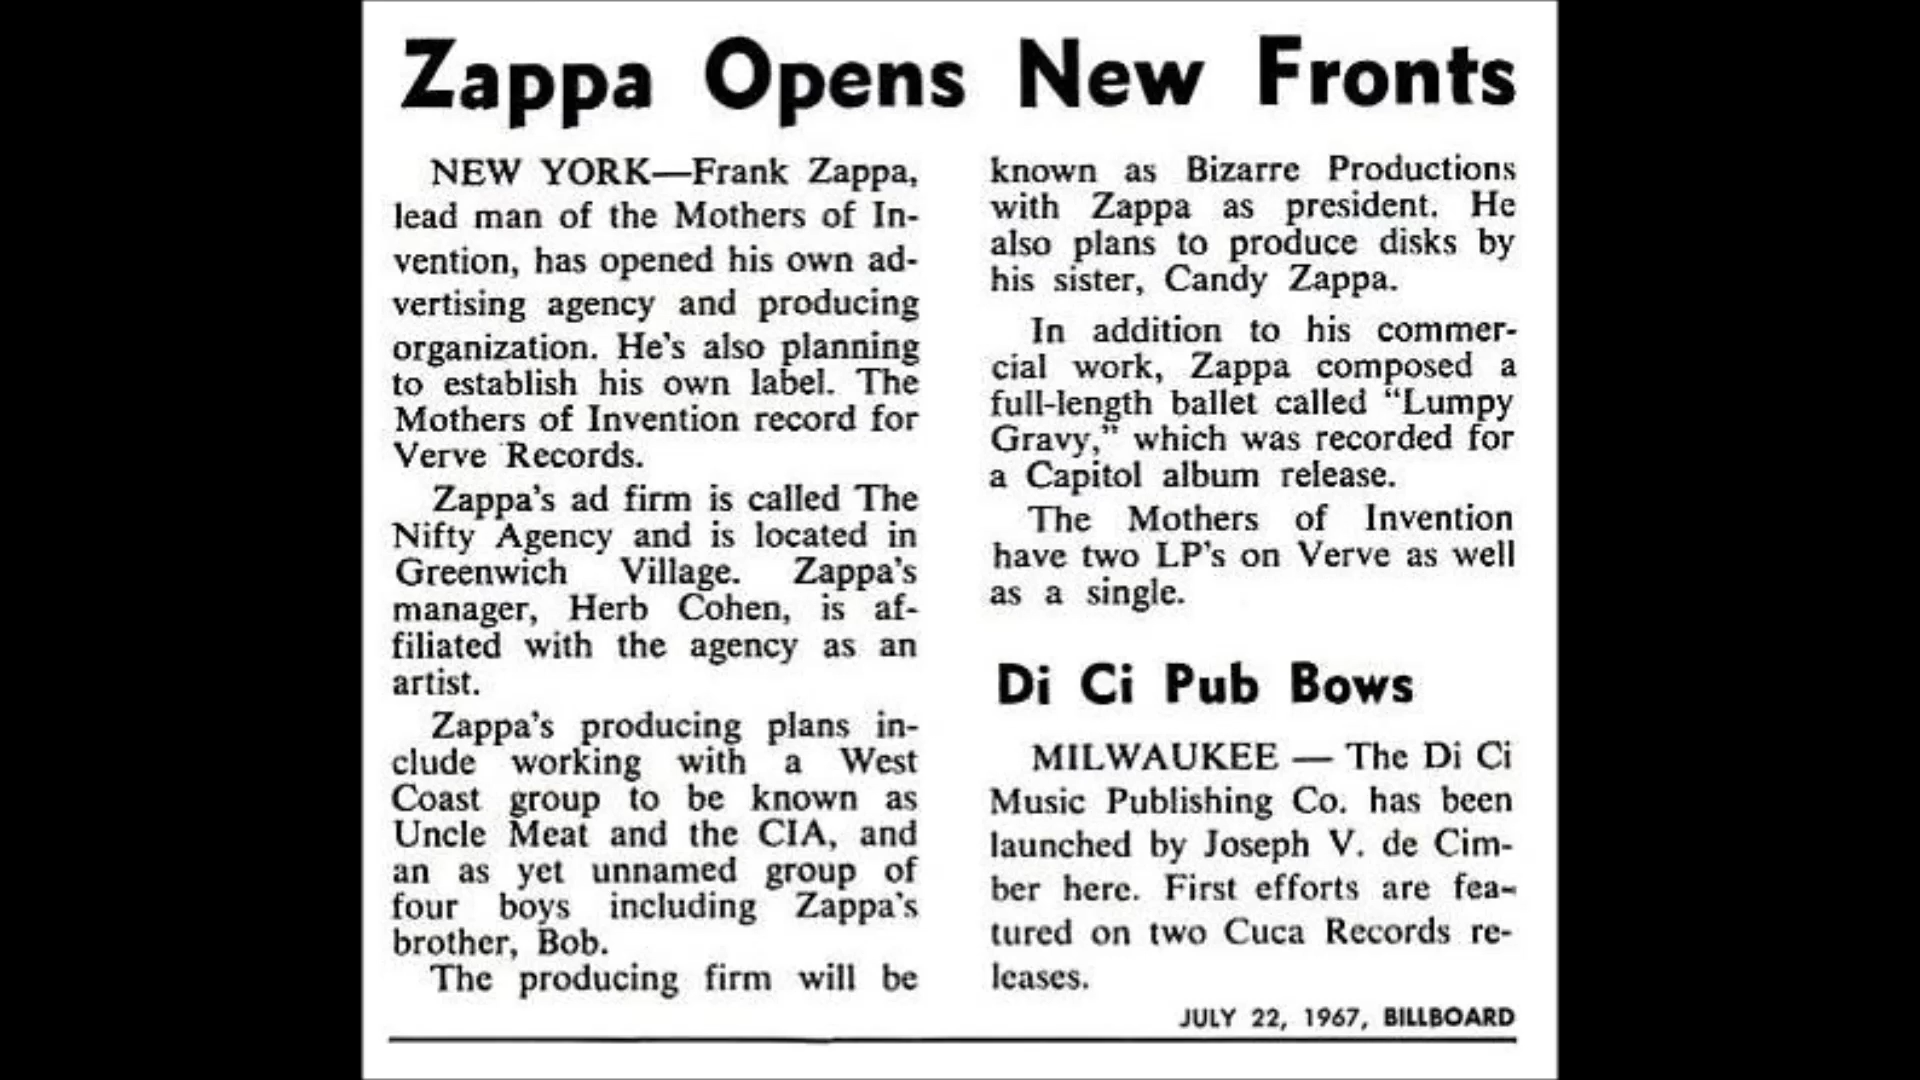 Zappa Opens New Fronts
NEW YORK—Frank Zappa,
lead man of the Mothers of In-
vention, has opened his own ad-
vertising agency and producing
organization. He's also planning
to establish his own label. The
Mothers of Invention record for
Verve Records.
Zappa's ad firm is called The
Nifty Agency and is located in
Greenwich Village. Zappa's
manager, Herb Cohen, is af-
filiated with the agency as an
artist.
Zappa's producing plans in-
clude working with a West
Coast group to be known as
Uncle Meat and the CIA, and
an as yet unnamed group of
four boys including Zappa's
brother, Bob.
The producing firm will be
known as Bizarre Productions
with Zappa as president. He
also plans to produce disks by
his sister, Candy Zappa.
In addition to his commer-
cial work, Zappa composed a
full-length ballet called “Lumpy
Gravy,” which was recorded for
a Capitol album release.
The Mothers of Invention
have two LP's on Verve as well
as a single.
Di Ci Pub Bows
MILWAUKEE — The Di Ci
Music Publishing Co. has been
launched by Joseph V. de Cim-
ber here. First efforts are fea-
tured on two Cuca Records re-
leases.
JULY 22, 1967, BILLBOARD